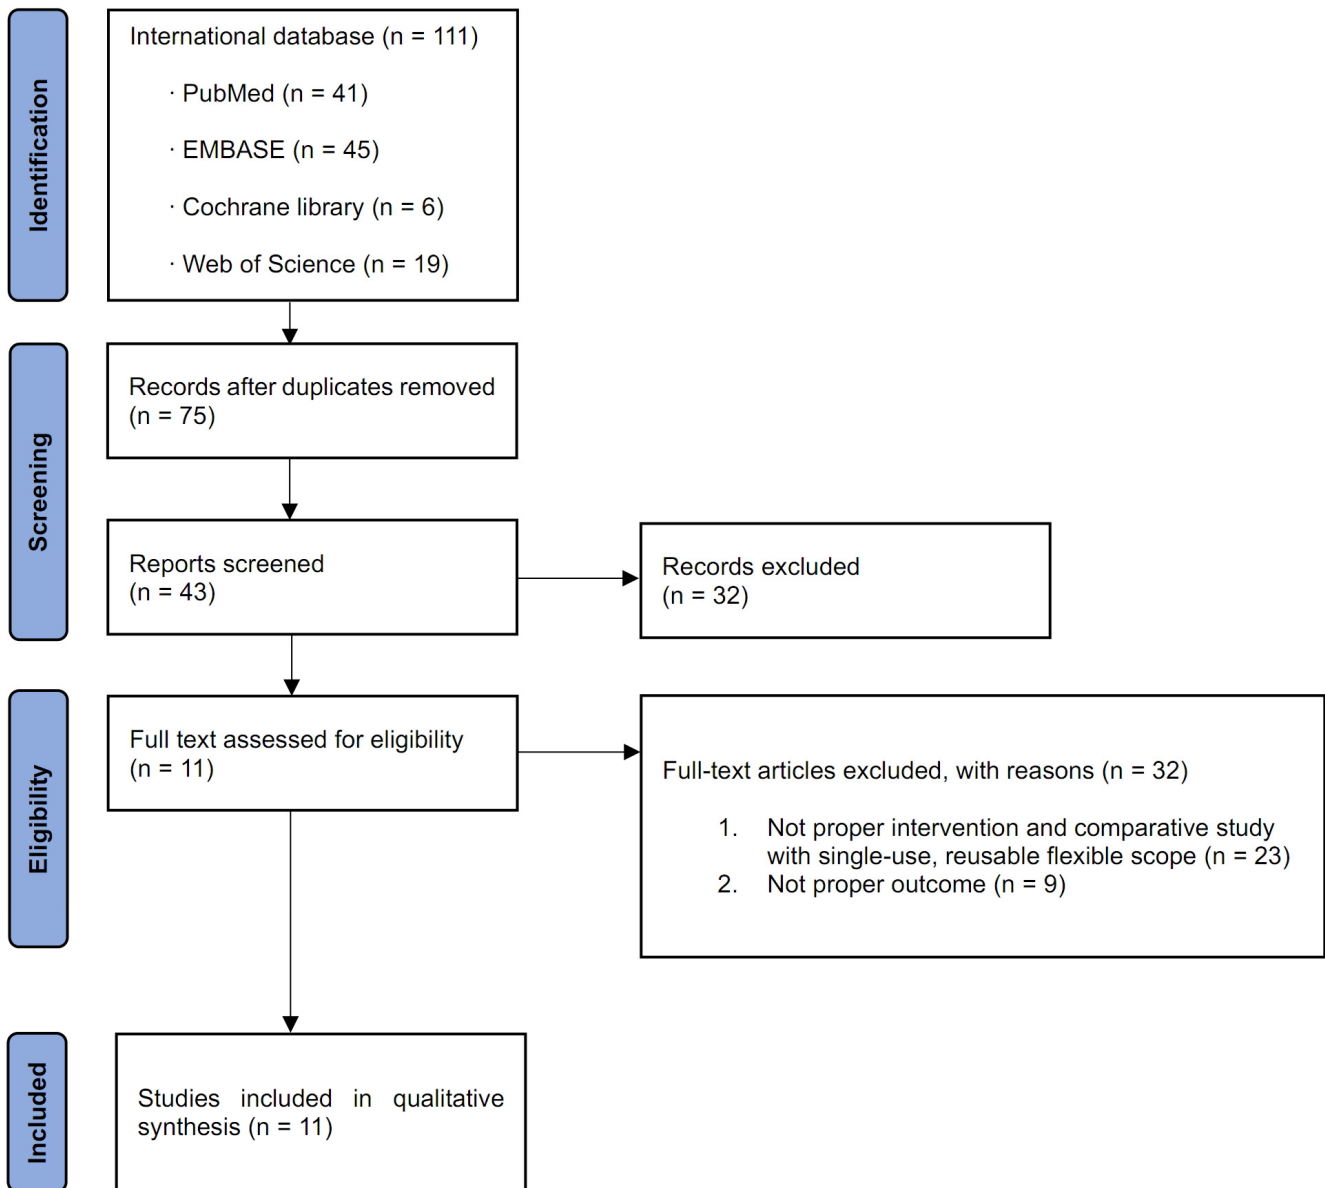 Identification
International database (n = 111)
· PubMed (n = 41)
· EMBASE (n = 45)
· Cochrane library (n = 6)
· Web of Science (n = 19)
Screening
Records after duplicates removed
(n = 75)
Reports screened
(n = 43)
Records excluded
(n = 32)
Eligibility
Full text assessed for eligibility
(n = 11)
Full-text articles excluded, with reasons (n = 32)
1. Not proper intervention and comparative study
with single-use, reusable flexible scope (n = 23)
2. Not proper outcome (n = 9)
Included
Studies included in qualitative
synthesis (n = 11)